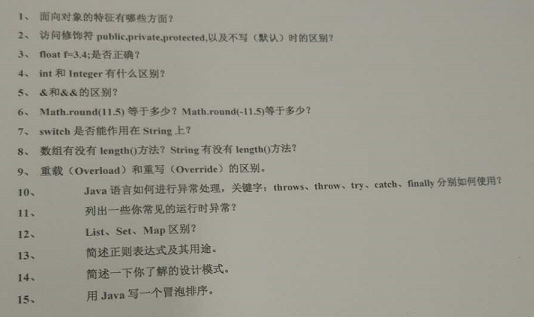 1、 面向对象的特征有哪些方面？
2、 访问修饰符 public,private,protected,以及不写（默认）时的区别？
3、 float f=3.4;是否正确？
4、 int 和 Integer 有什么区别？
5、 &和&&的区别？
6、 Math.round(11.5) 等于多少？ Math.round(-11.5)等于多少？
7、 switch 是否能作用在 String 上？
8、 数组有没有 length()方法？ String 有没有 length()方法？
9、 重载（Overload）和重写（Override）的区别。
10、 Java 语言如何进行异常处理，关键字：throws、throw、try、catch、finally 分别如何使用？
11、 列出一些你常见的运行时异常？
12、 List、Set、Map 区别？
13、 简述正则表达式及其用途。
14、 简述一下你了解的设计模式。
15、 用 Java 写一个冒泡排序。